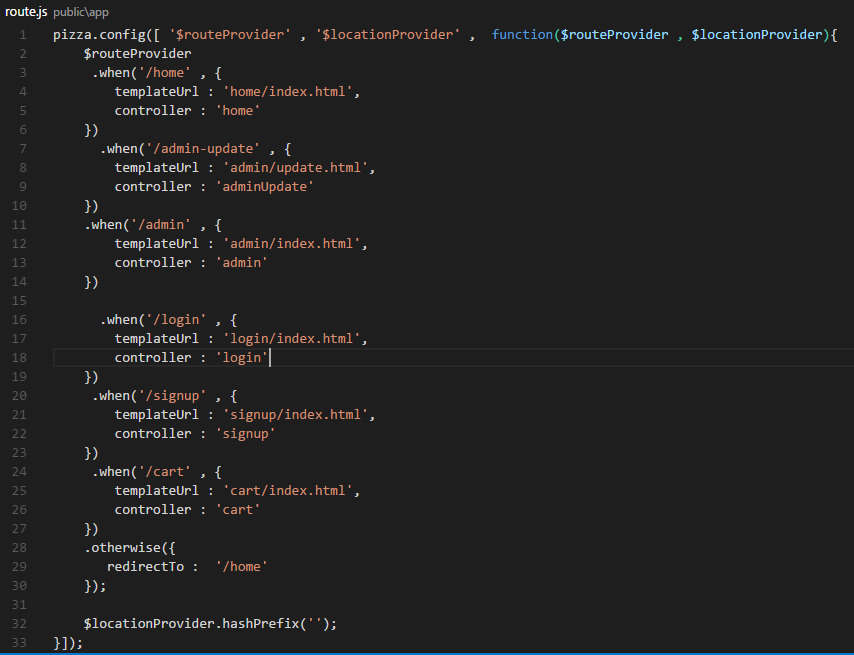 route.js public\app
1 pizza.config([ '$routeProvider' , '$locationProvider' ,  function($routeProvider , $locationProvider){
2     $routeProvider
3      .when('/home' , {
4         templateUrl : 'home/index.html',
5         controller : 'home'
6     })
7       .when('/admin-update' , {
8         templateUrl : 'admin/update.html',
9         controller : 'adminUpdate'
10     })
11     .when('/admin' , {
12         templateUrl : 'admin/index.html',
13         controller : 'admin'
14     })
15
16       .when('/login' , {
17         templateUrl : 'login/index.html',
18         controller : 'login'
19     })
20      .when('/signup' , {
21         templateUrl : 'signup/index.html',
22         controller : 'signup'
23     })
24      .when('/cart' , {
25         templateUrl : 'cart/index.html',
26         controller : 'cart'
27     })
28     .otherwise({
29        redirectTo :  '/home'
30     });
31
32     $locationProvider.hashPrefix('');
33 }]);